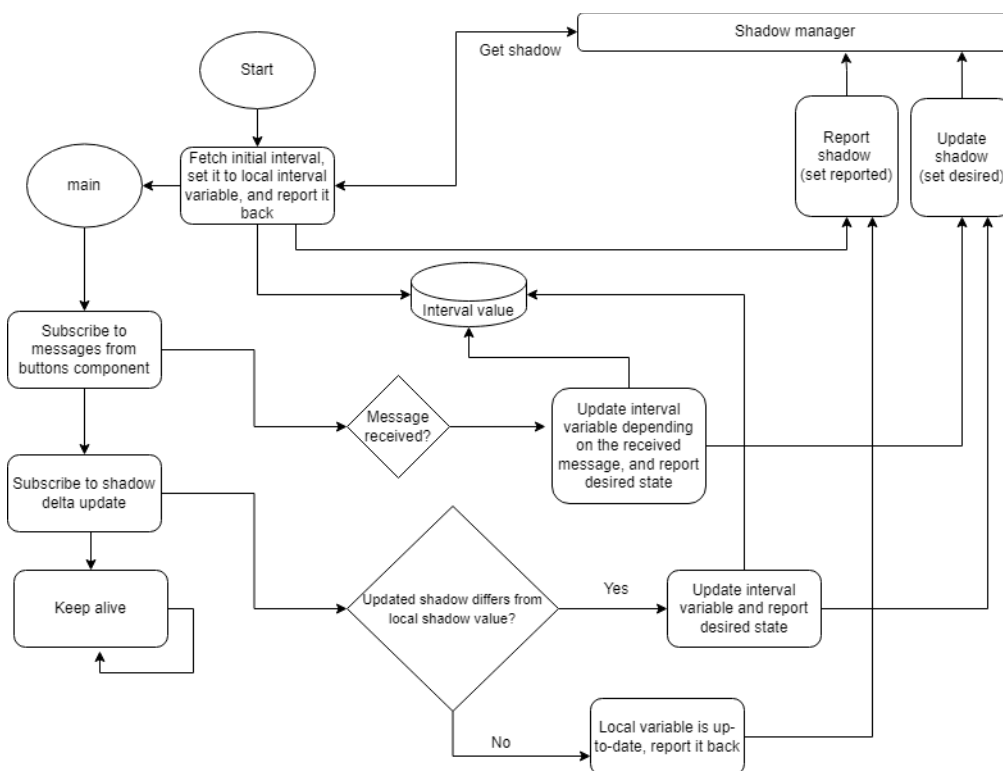 Shadow manager
Get shadow
Start
Report
shadow
(set reported)
Update
shadow
(set desired)
Fetch initial interval,
set it to local interval
variable, and report it
back
main
Interval value
Subscribe to
messages from
buttons component
Message
received?
Update interval
variable depending
on the received
message, and report
desired state
Subscribe to shadow
delta update
Keep alive
Updated shadow differs from
local shadow value?
Yes
Update interval
variable and report
desired state
No
Local variable is up-
to-date, report it back